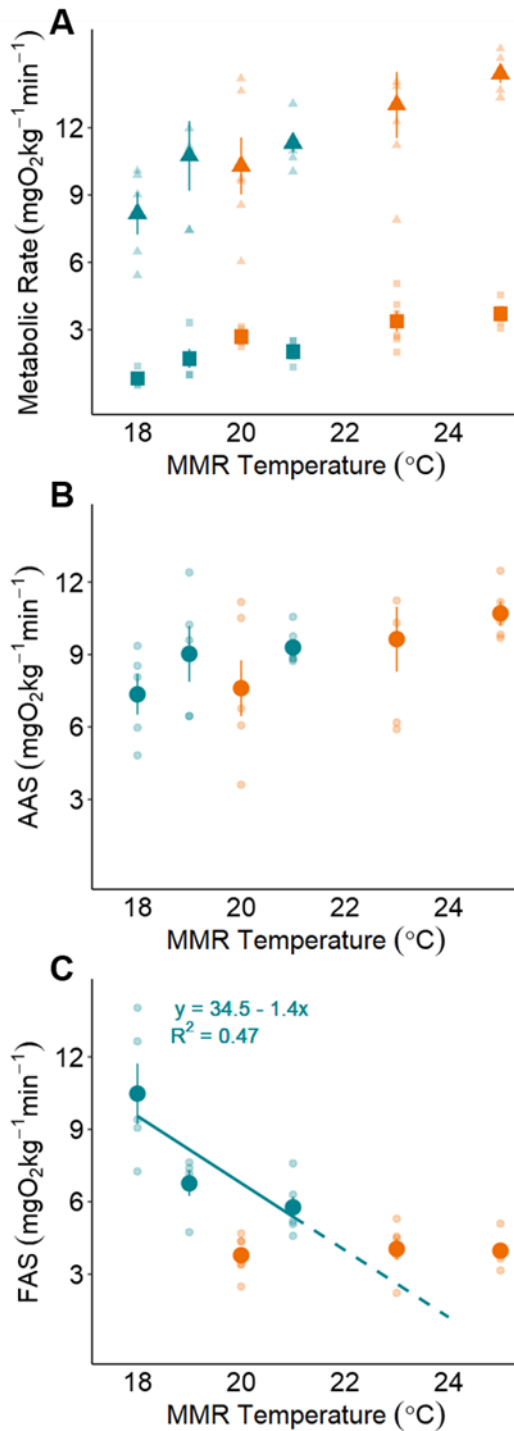 A
Metabolic Rate (mgO₂kg⁻¹min⁻¹)
12
9
6
3
18 20 22 24
MMR Temperature (°C)
B
AAS (mgO₂kg⁻¹min⁻¹)
12
9
6
3
18 20 22 24
MMR Temperature (°C)
C
FAS (mgO₂kg⁻¹min⁻¹)
y = 34.5 - 1.4x
R² = 0.47
12
9
6
3
18 20 22 24
MMR Temperature (°C)